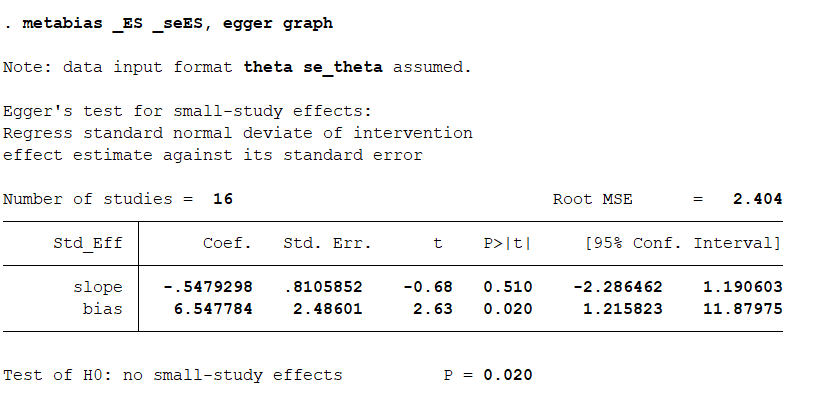 . metabias _ES _seES, egger graph
Note: data input format theta se_theta assumed.
Egger's test for small-study effects:
Regress standard normal deviate of intervention
effect estimate against its standard error
Number of studies =  16                                Root MSE      =   2.404
Std_Eff       Coef.   Std. Err.      t    P>|t|     [95% Conf. Interval]
slope   -.5479298   .8105852    -0.68   0.510    -2.286462    1.190603
bias    6.547784    2.48601     2.63   0.020     1.215823    11.87975
Test of H0: no small-study effects          P = 0.020